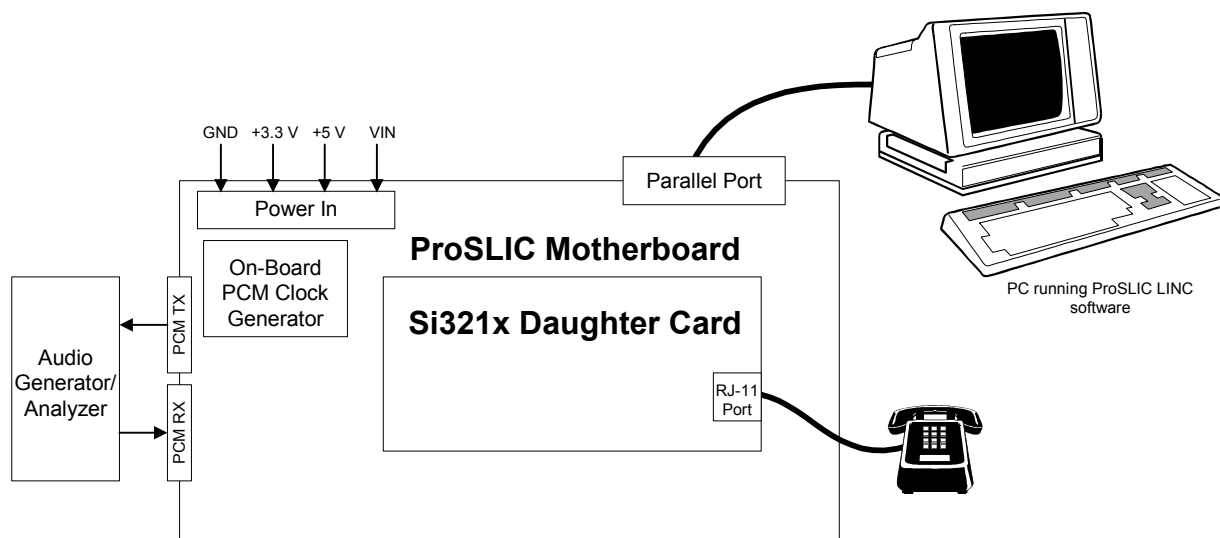 GND +3.3 V +5 V VIN
Power In
Parallel Port
On-Board
PCM Clock
Generator
ProSLIC Motherboard
Si321x Daughter Card
PC running ProSLIC LINC
software
PCM TX
PCM RX
Audio
Generator/
Analyzer
RJ-11
Port